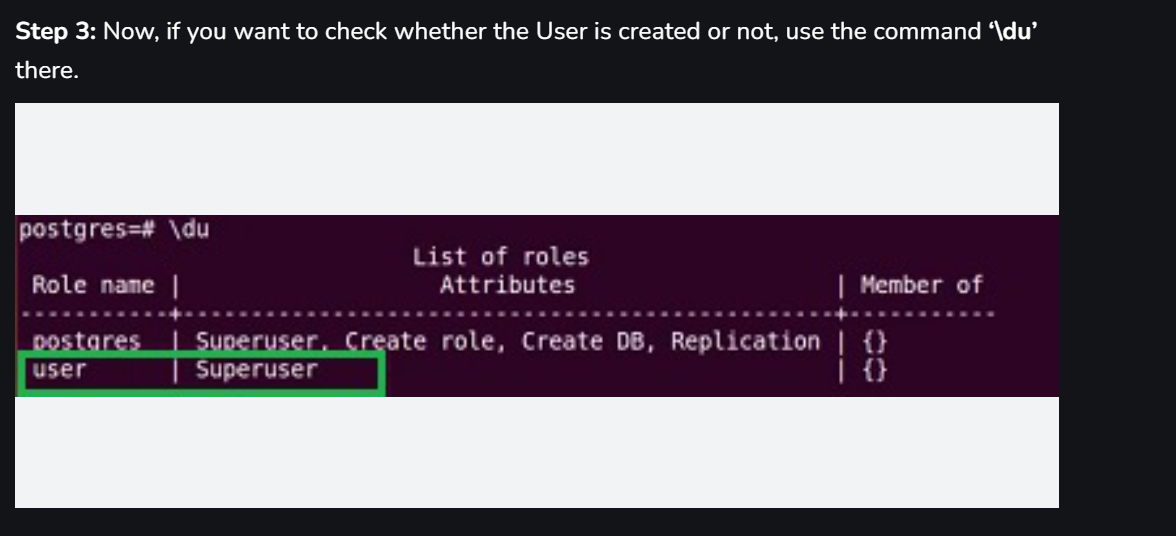 Step 3: Now, if you want to check whether the User is created or not, use the command ‘\du’
there.
postgres=# \du
List of roles
Role name | Attributes | Member of
-----------+------------------------------------------------+-----------
postgres | Superuser, Create role, Create DB, Replication | {}
user | Superuser | {}